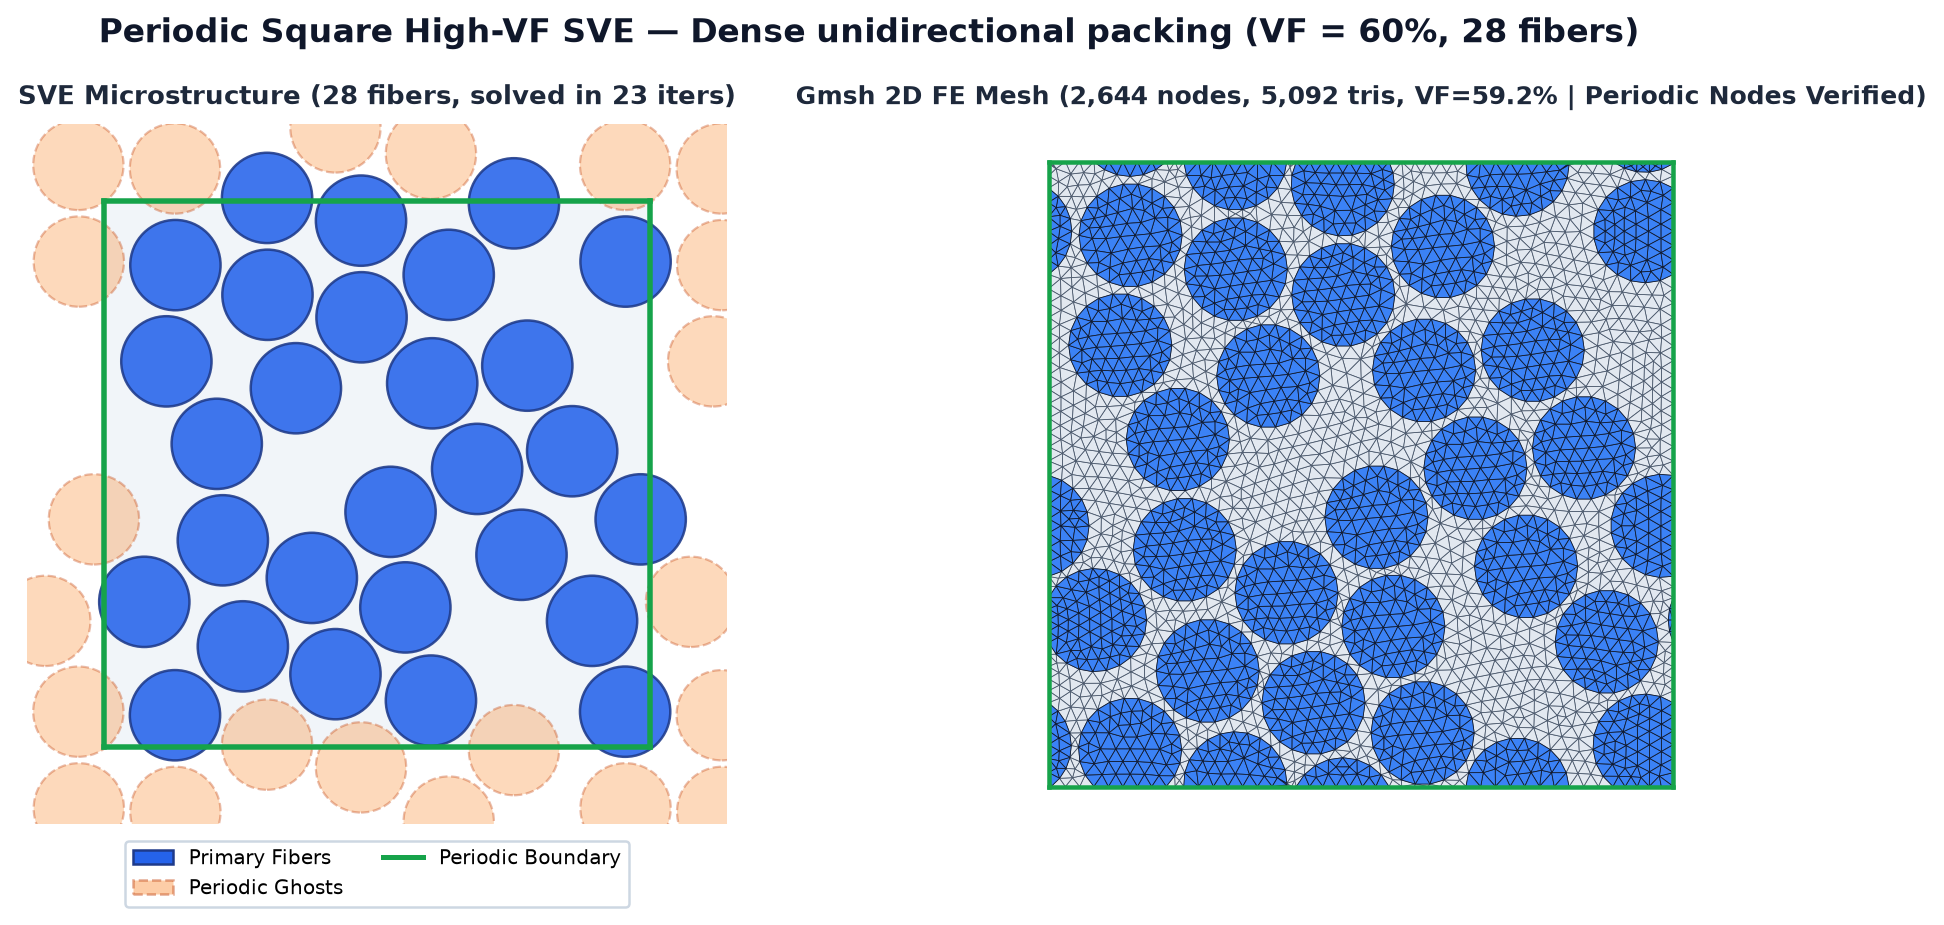 Periodic Square High-VF SVE — Dense unidirectional packing (VF = 60%, 28 fibers)
SVE Microstructure (28 fibers, solved in 23 iters)
Gmsh 2D FE Mesh (2,644 nodes, 5,092 tris, VF=59.2% | Periodic Nodes Verified)
Primary Fibers
Periodic Ghosts
Periodic Boundary